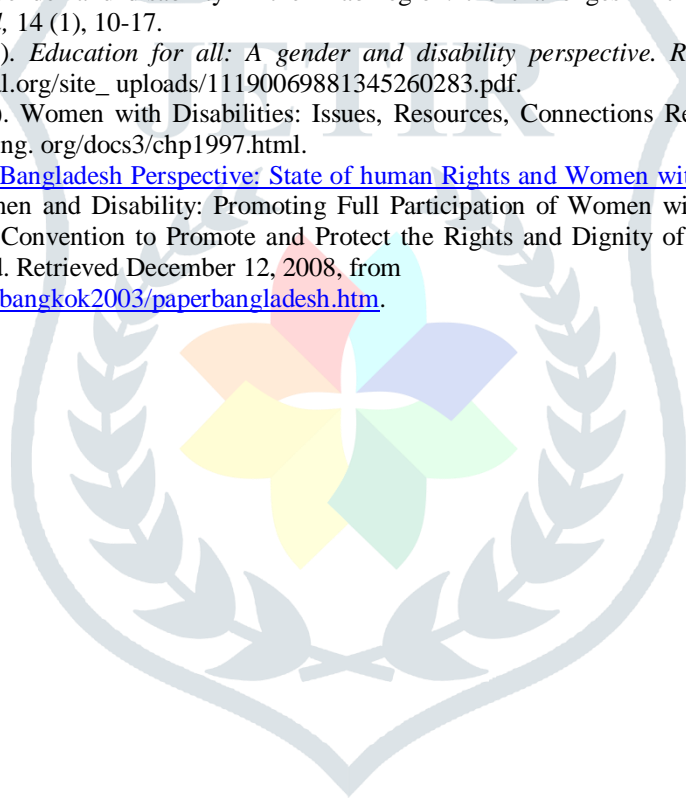 14 (1), 10-17.
). Education for all: A gender and disability perspective. R
l.org/site_ uploads/11190069881345260283.pdf.
). Women with Disabilities: Issues, Resources, Connections Re
ng. org/docs3/chp1997.html.
Bangladesh Perspective: State of human Rights and Women wit
men and Disability: Promoting Full Participation of Women wi
Convention to Promote and Protect the Rights and Dignity of
d. Retrieved December 12, 2008, from
bangkok2003/paperbangladesh.htm.
JETIR